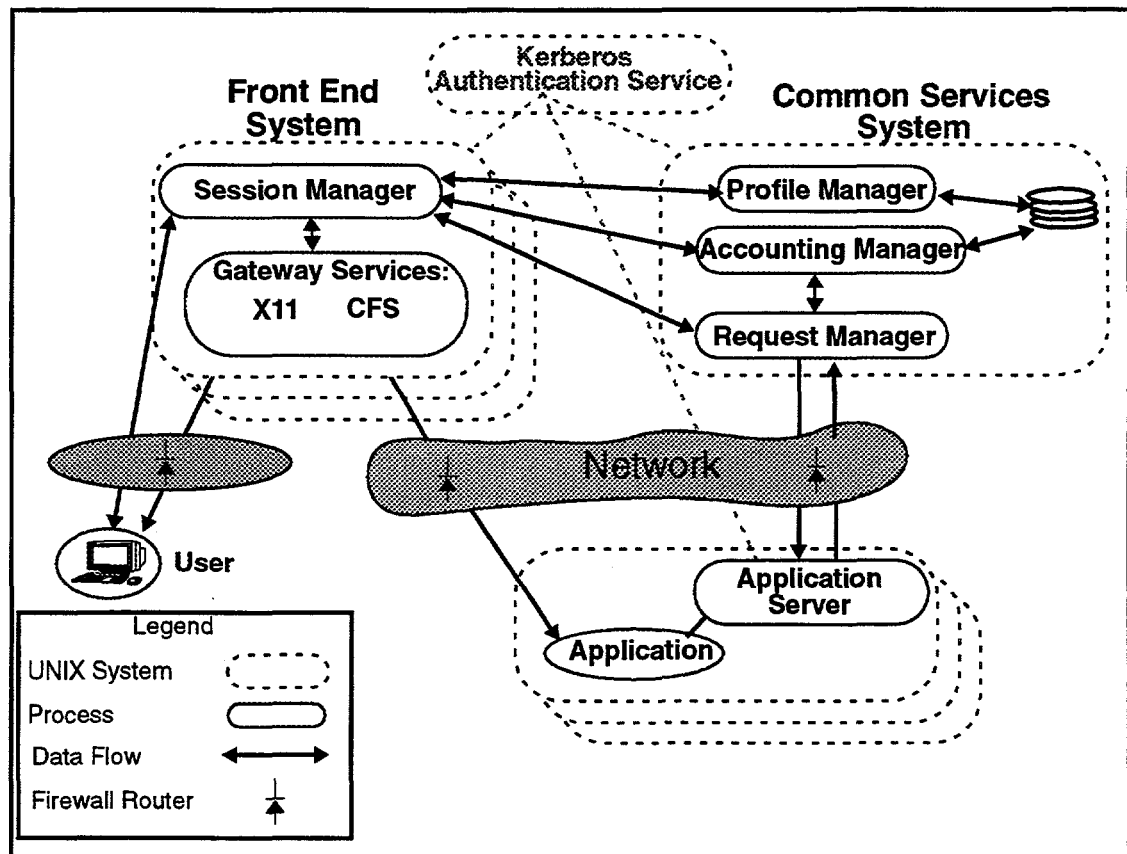 Kerberos
Authentication Service
Front End
System
Common Services
System
Session Manager
Profile Manager
Accounting Manager
Gateway Services:
X11 CFS
Request Manager
Network
User
Application
Server
Application
Legend
UNIX System
Process
Data Flow
Firewall Router